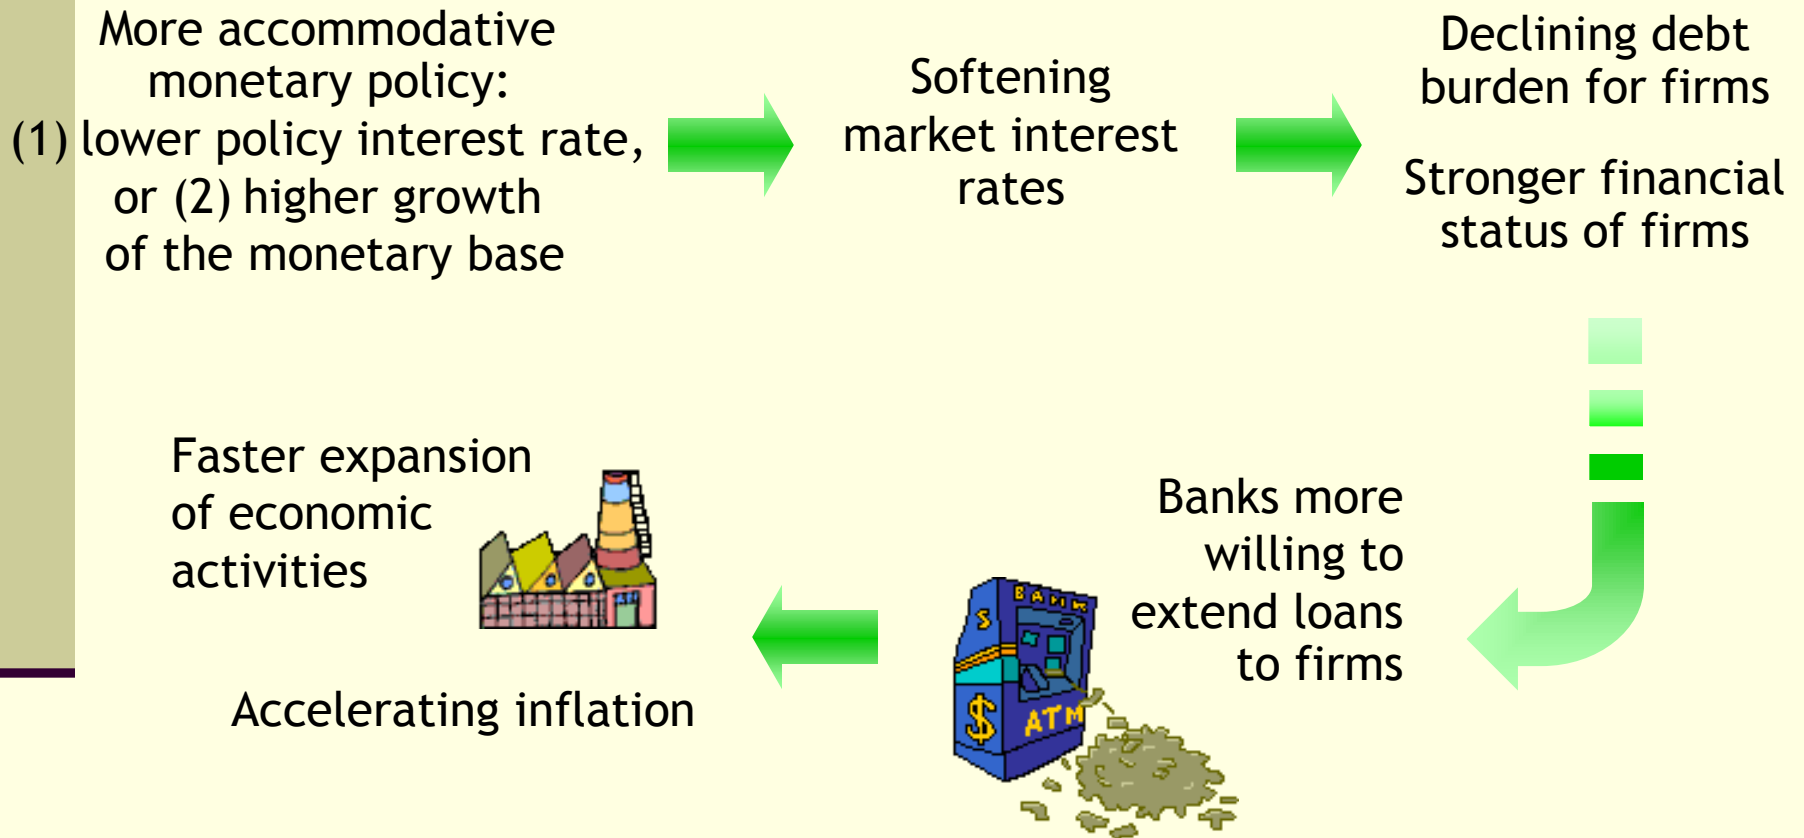 More accommodative
monetary policy:
(1) lower policy interest rate,
or (2) higher growth
of the monetary base
Softening
market interest
rates
Declining debt
burden for firms
Stronger financial
status of firms
Banks more
willing to
extend loans
to firms
BANK
$
$
ATM
Faster expansion
of economic
activities
Accelerating inflation